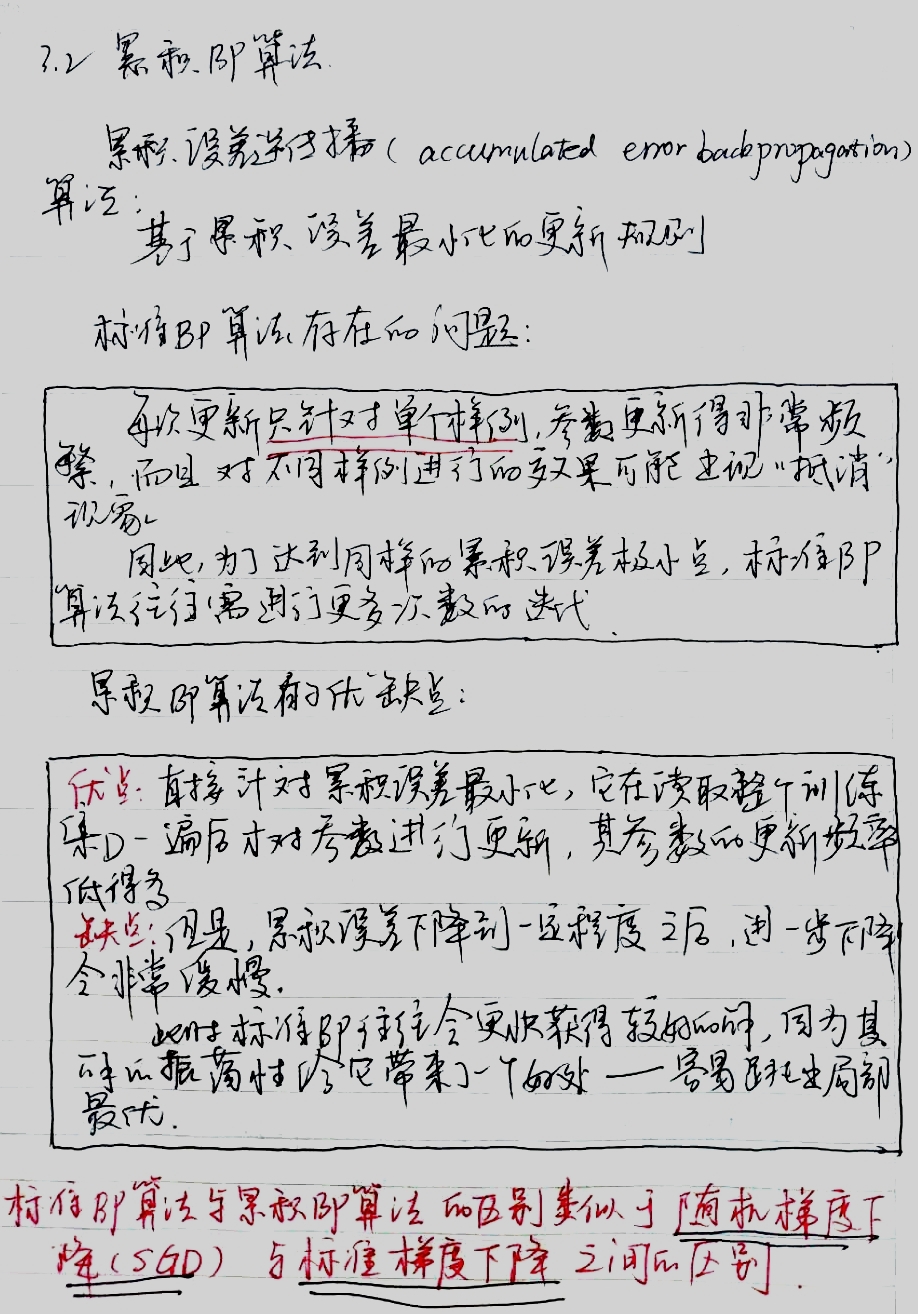 3.2 累积BP算法
累积误差逆传播(accumulated error backpropagation)
算法:
基于累积误差最小化的更新规则
标准BP算法存在的问题:
每次更新只针对单个样例,参数更新得非常频
繁,而且对不同样例进行的效果可能出现“抵消”
现象。
因此,为了达到同样的累积误差极小点,标准BP
算法往往需进行更多次数的迭代.
累积BP算法的优缺点:
优点:直接针对累积误差最小化,它在读取整个训练
集D一遍后才对参数进行更新,其参数的更新频率
低得多
缺点:但是,累积误差下降到一定程度之后,进一步下降
会非常缓慢.
此时标准BP往往会更快获得较好的解,因为其
解的振荡性给它带来了一个好处——容易跳出局部
最优.
标准BP算法与累积BP算法的区别类似于随机梯度下
降(SGD)与标准梯度下降之间的区别.